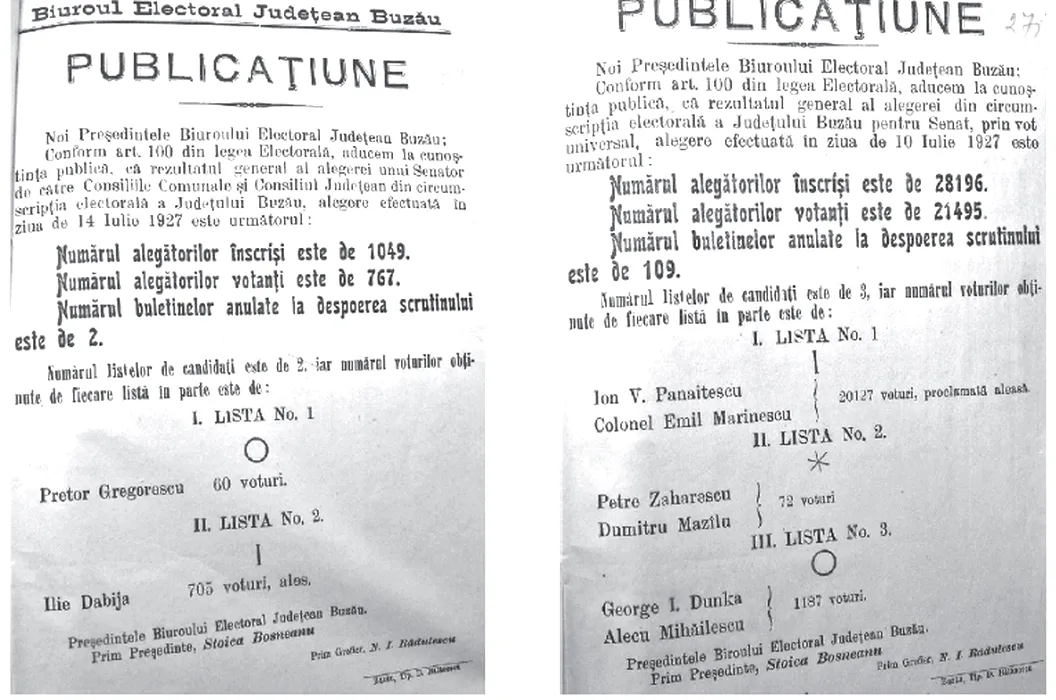 Biuroul Electoral Județean Buzău
PUBLICAȚIUNE
Noi Președintele Biuroului Electoral Județean Buzău;
Conform art. 100 din legea Electorală, aducem la cunoș-
tința publică, că rezultatul general al alegerei unui Senator
de către Consiliile Comunale și Consiliul Județean din circum-
scripția electorală a Județului Buzău, alegere efectuată în
ziua de 14 Iulie 1927 este următorul:
Numărul alegătorilor înscriși este de 1049.
Numărul alegătorilor votanți este de 767.
Numărul buletinelor anulate la despoerea scrutinului
este de 2.
Numărul listelor de candidați este de 2, iar numărul voturilor obți-
nute de fiecare listă în parte este de:
I. LISTA No. 1
Pretor Gregorescu 60 voturi.
II. LISTA No. 2.
Ilie Dabija 705 voturi, ales.
Președintele Biuroului Electoral Județean Buzău.
Prim Președinte, Stoica Bosneanu
Prim Grefier, N. I. Rădulescu
PUBLICAȚIUNE
Noi Președintele Biuroului Electoral Județean Buzău;
Conform art. 100 din legea Electorală, aducem la cunoș-
tința publică, că rezultatul general al alegerei din circum-
scripția electorală a Județului Buzău pentru Senat, prin vot
universal, alegere efectuată în ziua de 10 Iulie 1927 este
următorul:
Numărul alegătorilor înscriși este de 28196.
Numărul alegătorilor votanți este de 21495.
Numărul buletinelor anulate la despoerea scrutinului
este de 109.
Numărul listelor de candidați este de 3, iar numărul voturilor obți-
nute de fiecare listă în parte este de:
I. LISTA No. 1
Ion V. Panaitescu
Colonel Emil Marinescu
20127 voturi, proclamată aleasă
II. LISTA No. 2.
Petre Zaharescu
Dumitru Mazîlu
72 voturi
III. LISTA No. 3.
George I. Dunka
Alecu Mihăilescu
1187 voturi.
Președintele Biroului Electoral Județean Buzău.
Prim Președinte, Stoica Bosneanu
Prim Grefier, N. I. Rădulescu